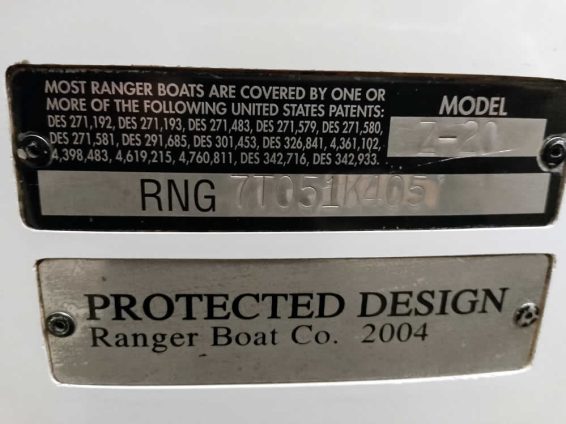 MOST RANGER BOATS ARE COVERED BY ONE OR
MORE OF THE FOLLOWING UNITED STATES PATENTS:
DES 271,192, DES 271,193, DES 271,483, DES 271,579, DES 271,580,
DES 271,581, DES 291,685, DES 301,453, DES 326,841, 4,361,102,
4,398,483, 4,619,215, 4,760,811, DES 342,716, DES 342,933.
MODEL
Z-20
RNG 7T051K405
PROTECTED DESIGN
Ranger Boat Co. 2004